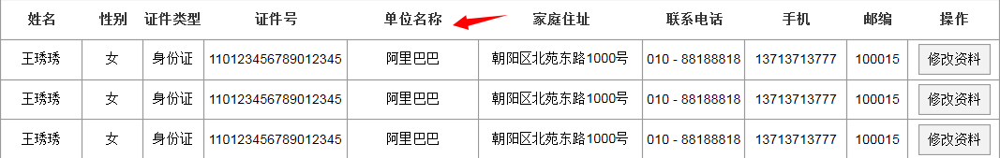 姓名 性别 证件类型 证件号 单位名称 家庭住址 联系电话 手机 邮编 操作
王琇琇 女 身份证 110123456789012345 阿里巴巴 朝阳区北苑东路1000号 010 - 88188818 13713713777 100015 修改资料
王琇琇 女 身份证 110123456789012345 阿里巴巴 朝阳区北苑东路1000号 010 - 88188818 13713713777 100015 修改资料
王琇琇 女 身份证 110123456789012345 阿里巴巴 朝阳区北苑东路1000号 010 - 88188818 13713713777 100015 修改资料